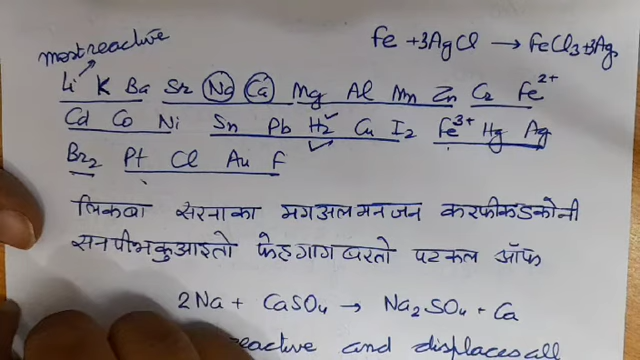 Fe + 3AgCl → FeCl3 + 3Ag
most reactive
Li K Ba Sr Na Ca Mg Al Mn Zn Cr Fe2+
Cd Co Ni Sn Pb H2 Cu I2 Fe3+ Hg Ag
Br2 Pt Cl Au F
लिकबा सरनाका मगअलमनजन करफीकडकोनी
सनपीभकुआइतो फेहगागबरतो पटकल ऑफ
2Na + CaSO4 → Na2SO4 + Ca
reactive and displaces all